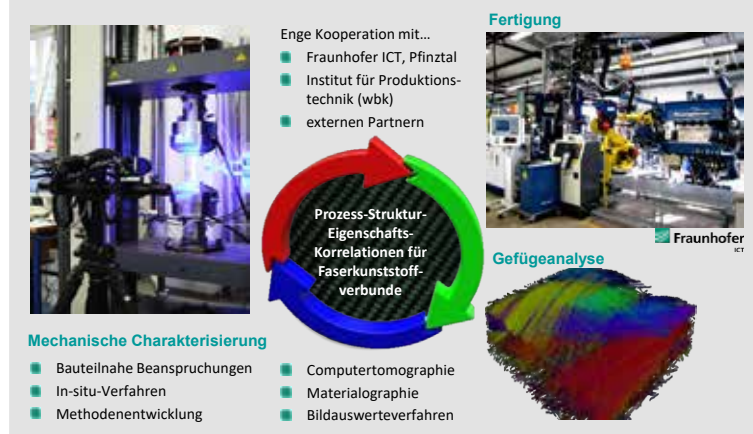 Enge Kooperation mit…
Fraunhofer ICT, Pfinztal
Institut für Produktions-
technik (wbk)
externen Partnern
Fertigung
Fraunhofer
ICT
Prozess-Struktur-
Eigenschafts-
Korrelationen für
Faserkunststoff-
verbunde
Gefügeanalyse
Mechanische Charakterisierung
Bauteilnahe Beanspruchungen
In-situ-Verfahren
Methodenentwicklung
Computertomographie
Materialographie
Bildauswerteverfahren